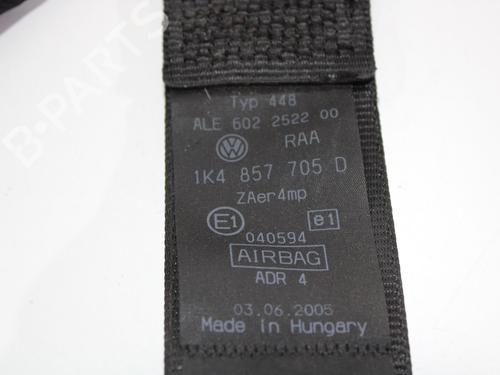 B-PARTS
Typ 448
ALE 602 2522 00
RAA
1K4 857 705 D
ZAer4mp
E1 e1
040594
AIRBAG
ADR 4
03.06.2005
Made in Hungary